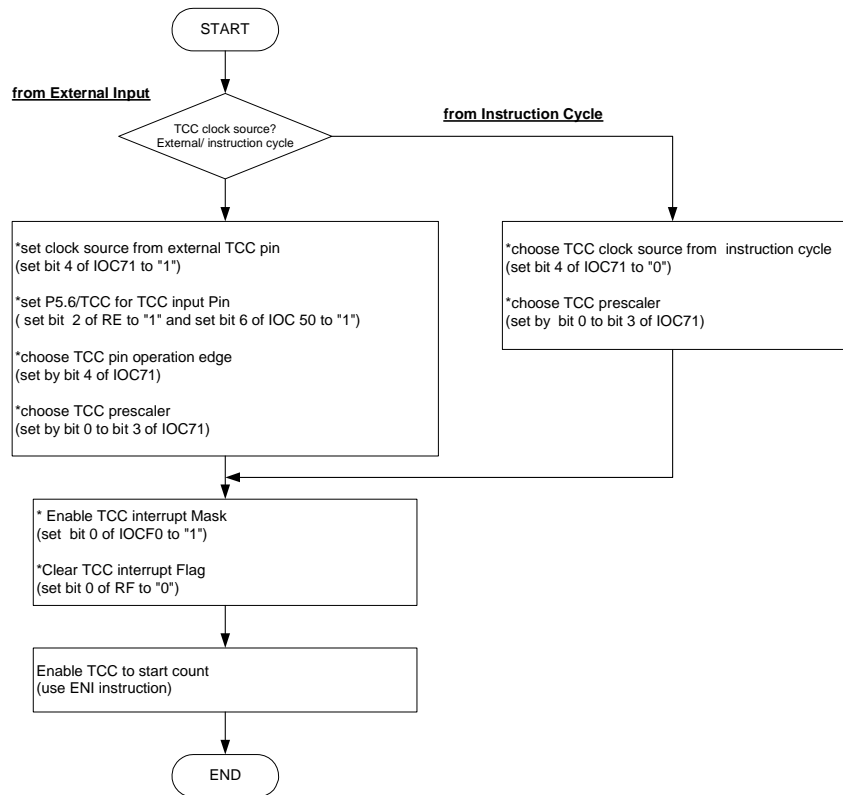 START
from External Input
TCC clock source?
External/ instruction cycle
from Instruction Cycle
*set clock source from external TCC pin
(set bit 4 of IOC71 to "1")
*set P5.6/TCC for TCC input Pin
( set bit  2 of RE to "1" and set bit 6 of IOC 50 to "1")
*choose TCC pin operation edge
(set by bit 4 of IOC71)
*choose TCC prescaler
(set by bit 0 to bit 3 of IOC71)
*choose TCC clock source from  instruction cycle
(set bit 4 of IOC71 to "0")
*choose TCC prescaler
(set by  bit 0 to bit 3 of IOC71)
* Enable TCC interrupt Mask
(set  bit 0 of IOCF0 to "1")
*Clear TCC interrupt Flag
(set bit 0 of RF to "0")
Enable TCC to start count
(use ENI instruction)
END